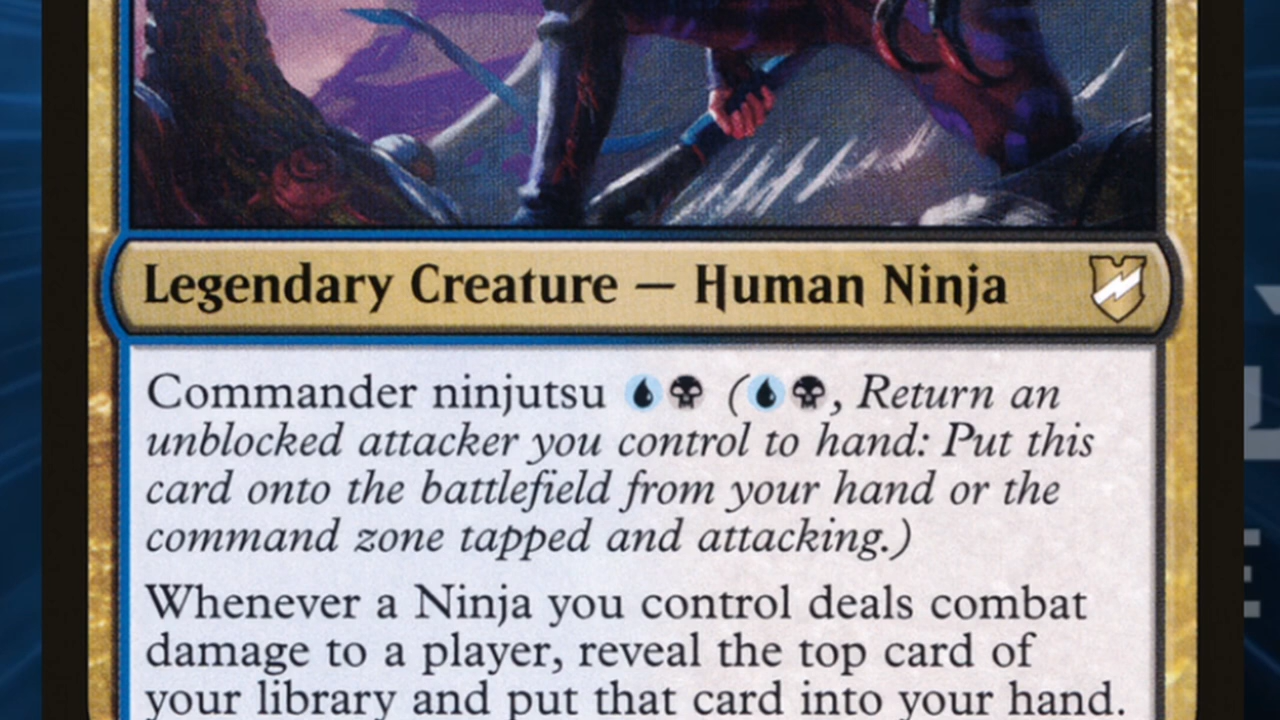 Legendary Creature — Human Ninja
Commander ninjutsu (, Return an
unblocked attacker you control to hand: Put this
card onto the battlefield from your hand or the
command zone tapped and attacking.)
Whenever a Ninja you control deals combat
damage to a player, reveal the top card of
your library and put that card into your hand.